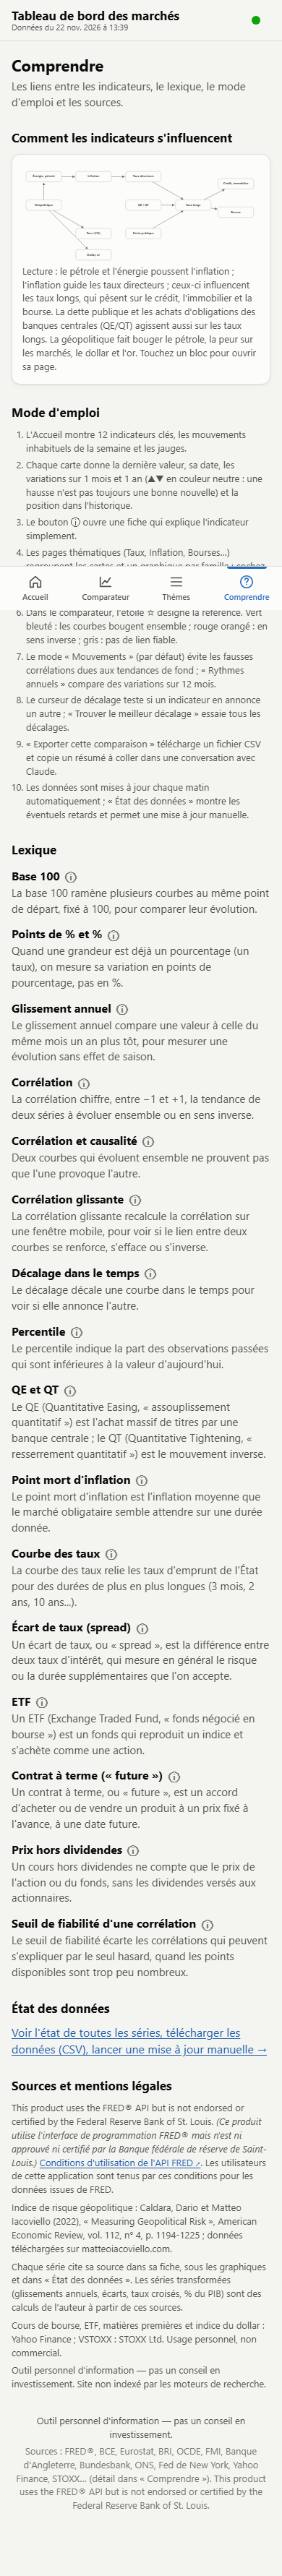 Tableau de bord des marchés
Données du 22 nov. 2026 à 13:39
Comprendre
Les liens entre les indicateurs, le lexique, le mode
d'emploi et les sources.
Comment les indicateurs s'influencent
Énergie, pétrole
Inflation
Taux directeurs
Crédit, immobilier
Géopolitique
QE / QT
Taux longs
Bourse
Dette publique
Lecture : le pétrole et l'énergie poussent l'inflation ;
l'inflation guide les taux directeurs ; ceux-ci influencent
les taux longs, qui pèsent sur le crédit, l'immobilier et la
bourse. La dette publique et les achats d'obligations des
banques centrales (QE/QT) agissent aussi sur les taux
longs. La géopolitique fait bouger le pétrole, la peur sur
les marchés, le dollar et l'or. Touchez un bloc pour ouvrir
sa page.
Mode d'emploi
1. L'Accueil montre 12 indicateurs clés, les mouvements
inhabituels de la semaine et les jauges.
2. Chaque carte donne la dernière valeur, sa date, les
variations sur 1 mois et 1 an (▲▼ en couleur neutre : une
hausse n'est pas toujours une bonne nouvelle) et la
position dans l'historique.
3. Le bouton ⓘ ouvre une fiche qui explique l'indicateur
simplement.
4. Les pages thématiques (Taux, Inflation, Bourses...)
Accueil
Comparateur
Thèmes
Comprendre
6. Dans le comparateur, l'étoile ☆ désigne la référence. Vert
bleuté : les courbes bougent ensemble ; rouge orangé : en
sens inverse ; gris : pas de lien fiable.
7. Le mode « Mouvements » (par défaut) évite les fausses
corrélations dues aux tendances de fond ; « Rythmes
annuels » compare des variations sur 12 mois.
8. Le curseur de décalage teste si un indicateur en annonce
un autre ; « Trouver le meilleur décalage » essaie tous les
décalages.
9. « Exporter cette comparaison » télécharge un fichier CSV
et copie un résumé à coller dans une conversation avec
Claude.
10. Les données sont mises à jour chaque matin
automatiquement ; « État des données » montre les
éventuels retards et permet une mise à jour manuelle.
Lexique
Base 100 ⓘ
La base 100 ramène plusieurs courbes au même point
de départ, fixé à 100, pour comparer leur évolution.
Points de % et % ⓘ
Quand une grandeur est déjà un pourcentage (un
taux), on mesure sa variation en points de
pourcentage, pas en %.
Glissement annuel ⓘ
Le glissement annuel compare une valeur à celle du
même mois un an plus tôt, pour mesurer une
évolution sans effet de saison.
Corrélation ⓘ
La corrélation chiffre, entre −1 et +1, la tendance de
deux séries à évoluer ensemble ou en sens inverse.
Corrélation et causalité ⓘ
Deux courbes qui évoluent ensemble ne prouvent pas
que l'une provoque l'autre.
Corrélation glissante ⓘ
La corrélation glissante recalcule la corrélation sur
une fenêtre mobile, pour voir si le lien entre deux
courbes se renforce, s'efface ou s'inverse.
Décalage dans le temps ⓘ
Le décalage décale une courbe dans le temps pour
voir si elle annonce l'autre.
Percentile ⓘ
Le percentile indique la part des observations passées
qui sont inférieures à la valeur d'aujourd'hui.
QE et QT ⓘ
Le QE (Quantitative Easing, « assouplissement
quantitatif ») est l'achat massif de titres par une
banque centrale ; le QT (Quantitative Tightening, «
resserrement quantitatif ») est le mouvement inverse.
Point mort d'inflation ⓘ
Le point mort d'inflation est l'inflation moyenne que
le marché obligataire semble attendre sur une durée
donnée.
Courbe des taux ⓘ
La courbe des taux relie les taux d'emprunt de l'État
pour des durées de plus en plus longues (3 mois, 2
ans, 10 ans...).
Écart de taux (spread) ⓘ
Un écart de taux, ou « spread », est la différence entre
deux taux d'intérêt, qui mesure en général le risque
ou la durée supplémentaires que l'on accepte.
ETF ⓘ
Un ETF (Exchange Traded Fund, « fonds négocié en
bourse ») est un fonds qui reproduit un indice et
s'achète comme une action.
Contrat à terme (« future ») ⓘ
Un contrat à terme, ou « future », est un accord
d'acheter ou de vendre un produit à un prix fixé à
l'avance, à une date future.
Prix hors dividendes ⓘ
Un cours hors dividendes ne compte que le prix de
l'action ou du fonds, sans les dividendes versés aux
actionnaires.
Seuil de fiabilité d'une corrélation ⓘ
Le seuil de fiabilité écarte les corrélations qui peuvent
s'expliquer par le seul hasard, quand les points
disponibles sont trop peu nombreux.
État des données
Voir l'état de toutes les séries, télécharger les
données (CSV), lancer une mise à jour manuelle →
Sources et mentions légales
This product uses the FRED® API but is not endorsed or
certified by the Federal Reserve Bank of St. Louis. (Ce produit
utilise l'interface de programmation FRED® mais n'est ni
approuvé ni certifié par la Banque fédérale de réserve de Saint-
Louis.) Conditions d'utilisation de l'API FRED ↗. Les utilisateurs
de cette application sont tenus par ces conditions pour les
données issues de FRED.
Indice de risque géopolitique : Caldara, Dario et Matteo
Iacoviello (2022), « Measuring Geopolitical Risk », American
Economic Review, vol. 112, n° 4, p. 1194-1225 ; données
téléchargées sur matteoiacoviello.com.
Chaque série cite sa source dans sa fiche, sous les graphiques
et dans « État des données ». Les séries transformées
(glissements annuels, écarts, taux croisés, % du PIB) sont des
calculs de l'auteur à partir de ces sources.
Cours de bourse, ETF, matières premières et indice du dollar :
Yahoo Finance ; VSTOXX : STOXX Ltd. Usage personnel, non
commercial.
Outil personnel d'information — pas un conseil en
investissement. Site non indexé par les moteurs de recherche.
Outil personnel d'information — pas un conseil en
investissement.
Sources : FRED®, BCE, Eurostat, BRI, OCDE, FMI, Banque
d'Angleterre, Bundesbank, ONS, Fed de New York, Yahoo
Finance, STOXX... (détail dans « Comprendre »). This product
uses the FRED® API but is not endorsed or certified by the
Federal Reserve Bank of St. Louis.